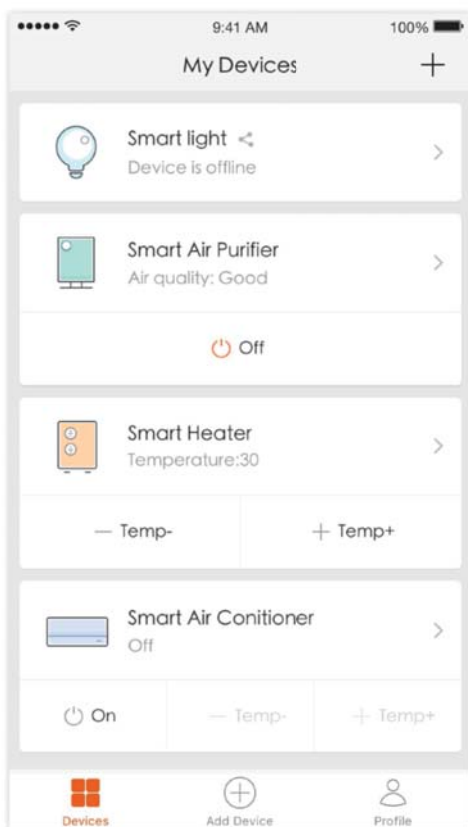 9:41 AM 100%
My Devices
Smart light
Device is offline
Smart Air Purifier
Air quality: Good
Off
Smart Heater
Temperature:30
Temp- Temp+
Smart Air Conitioner
Off
On Temp- Temp+
Devices Add Device Profile